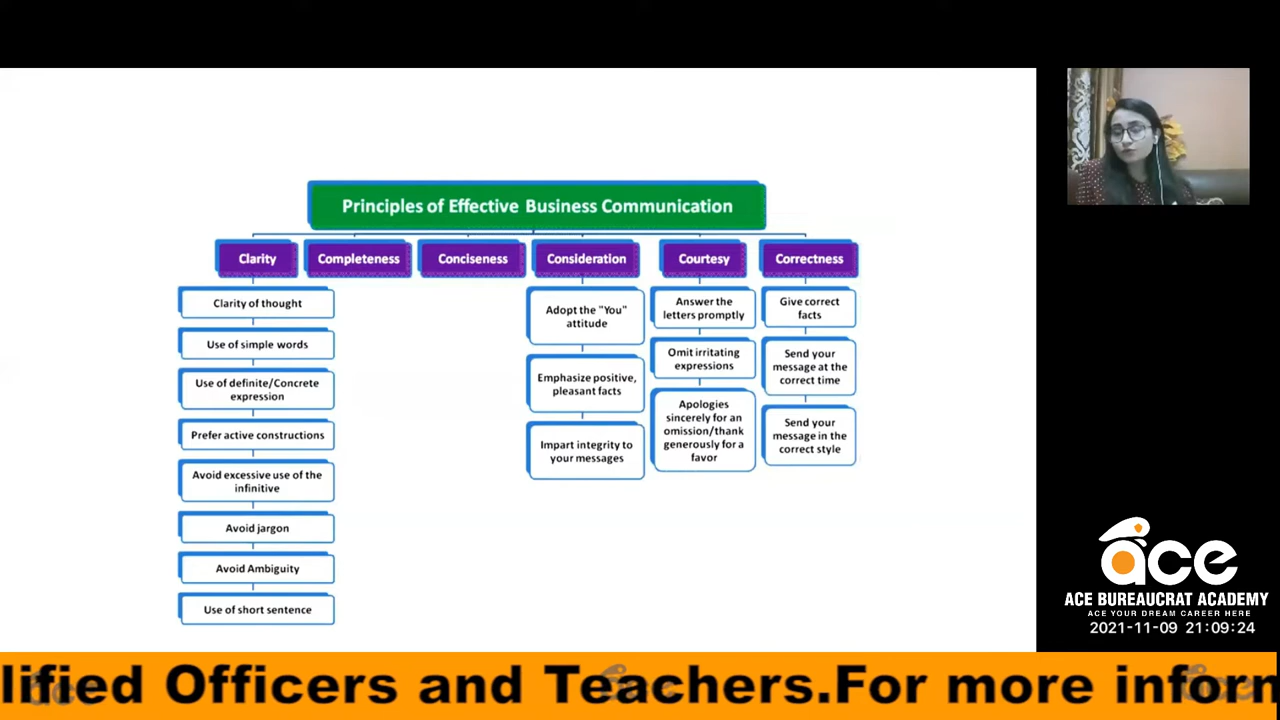 Principles of Effective Business Communication
Clarity
Completeness
Conciseness
Consideration
Courtesy
Correctness
Clarity of thought
Use of simple words
Use of definite/Concrete
expression
Prefer active constructions
Avoid excessive use of the
infinitive
Avoid jargon
Avoid Ambiguity
Use of short sentence
Adopt the "You"
attitude
Emphasize positive,
pleasant facts
Impart integrity to
your messages
Answer the
letters promptly
Omit irritating
expressions
Apologies
sincerely for an
omission/thank
generously for a
favor
Give correct
facts
Send your
message at the
correct time
Send your
message in the
correct style
ace
ACE BUREAUCRAT ACADEMY
ACE YOUR DREAM CAREER HERE
2021-11-09 21:09:24
lified Officers and Teachers.For more inform